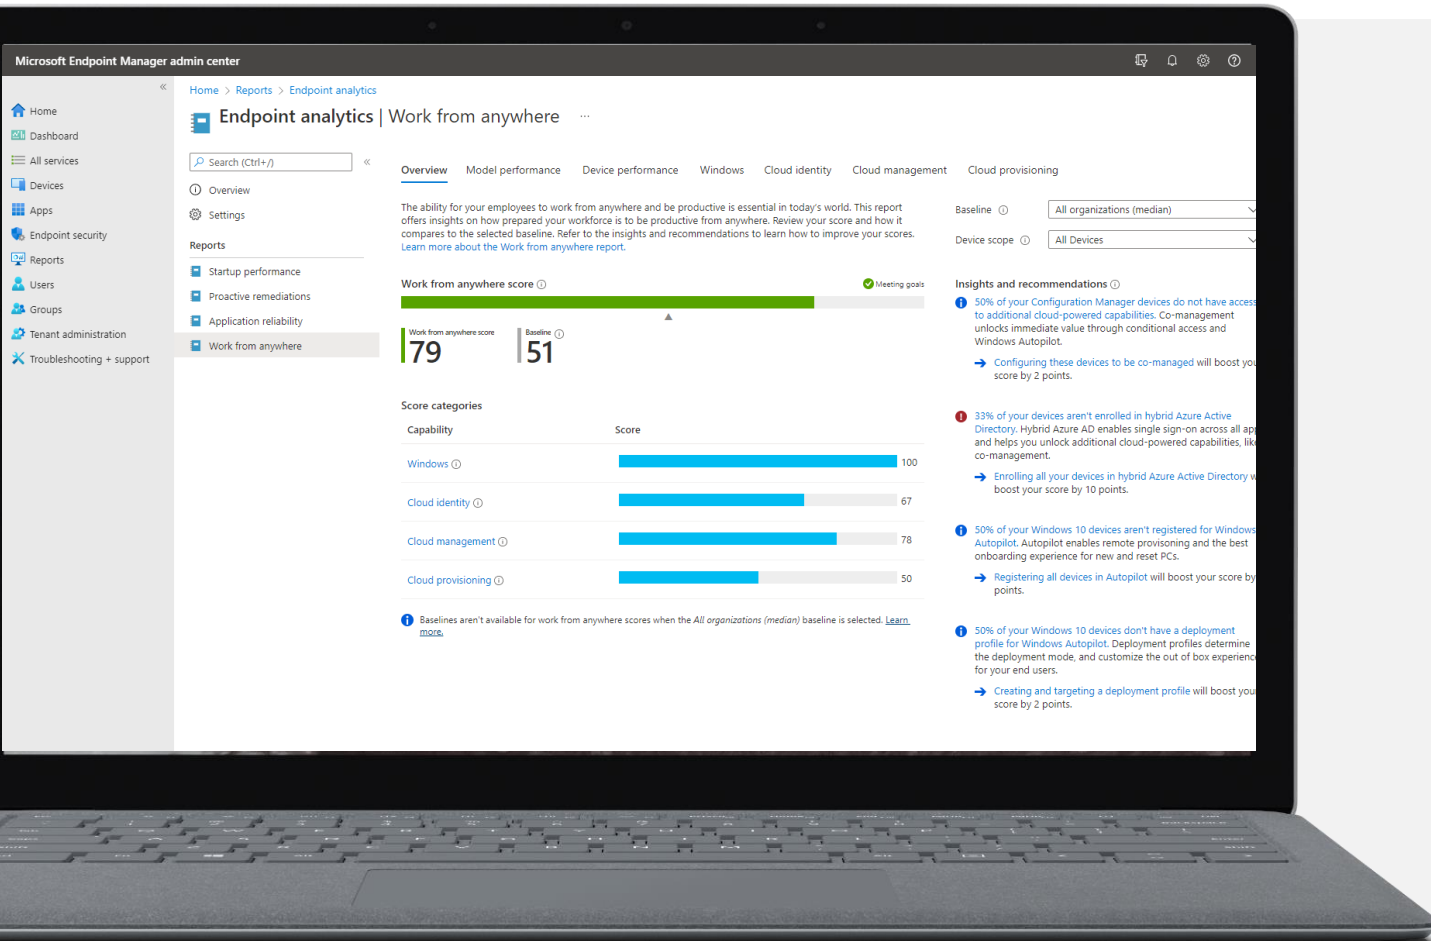 Microsoft Endpoint Manager admin center
Home > Reports > Endpoint analytics
Endpoint analytics | Work from anywhere ...
Home
Dashboard
All services
Devices
Apps
Endpoint security
Reports
Users
Groups
Tenant administration
Troubleshooting + support
Search (Ctrl+/)
Overview
Settings
Reports
Startup performance
Proactive remediations
Application reliability
Work from anywhere
Overview Model performance Device performance Windows Cloud identity Cloud management Cloud provisioning
The ability for your employees to work from anywhere and be productive is essential in today's world. This report
offers insights on how prepared your workforce is to be productive from anywhere. Review your score and how it
compares to the selected baseline. Refer to the insights and recommendations to learn how to improve your scores.
Learn more about the Work from anywhere report.
Baseline All organizations (median)
Device scope All Devices
Work from anywhere score Meeting goals
Work from anywhere score
79
Baseline
51
Score categories
Capability Score
Windows 100
Cloud identity 67
Cloud management 78
Cloud provisioning 50
Baselines aren't available for work from anywhere scores when the All organizations (median) baseline is selected. Learn
more.
Insights and recommendations
50% of your Configuration Manager devices do not have access
to additional cloud-powered capabilities. Co-management
unlocks immediate value through conditional access and
Windows Autopilot.
Configuring these devices to be co-managed will boost you
score by 2 points.
33% of your devices aren't enrolled in hybrid Azure Active
Directory. Hybrid Azure AD enables single sign-on across all ap
and helps you unlock additional cloud-powered capabilities, lik
co-management.
Enrolling all your devices in hybrid Azure Active Directory w
boost your score by 10 points.
50% of your Windows 10 devices aren't registered for Windows
Autopilot. Autopilot enables remote provisioning and the best
onboarding experience for new and reset PCs.
Registering all devices in Autopilot will boost your score by
points.
50% of your Windows 10 devices don't have a deployment
profile for Windows Autopilot. Deployment profiles determine
the deployment mode, and customize the out of box experienc
for your end users.
Creating and targeting a deployment profile will boost you
score by 2 points.